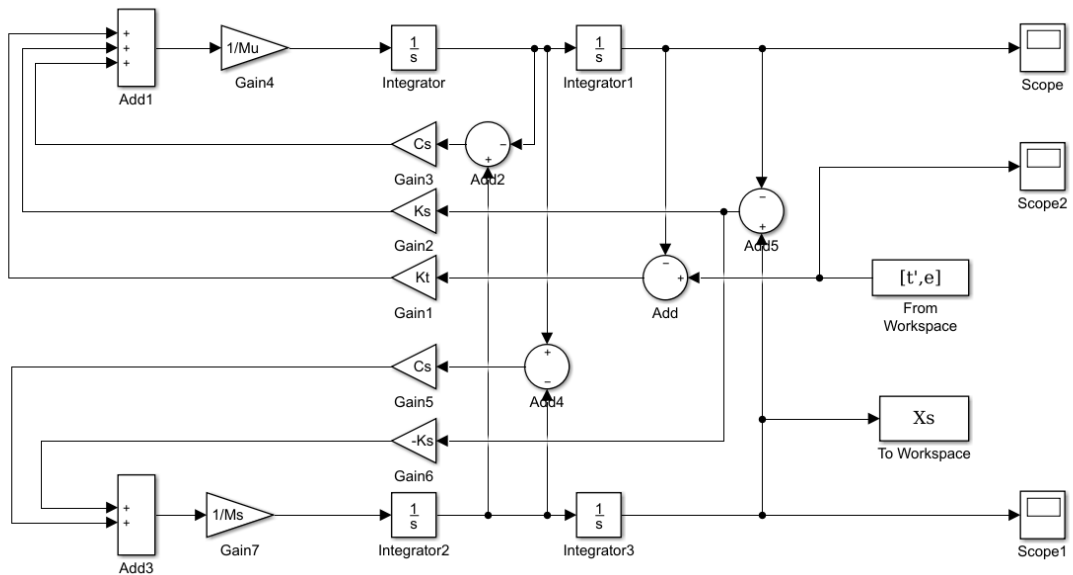 +
+
+
Add1
1/Mu
Gain4
1
s
Integrator
1
s
Integrator1
Scope
Cs
Gain3
−
+
Add2
Scope2
Ks
Gain2
−
+
Add5
Kt
Gain1
−
+
Add
[t',e]
From
Workspace
Cs
Gain5
+
−
Add4
Xs
To Workspace
-Ks
Gain6
+
+
Add3
1/Ms
Gain7
1
s
Integrator2
1
s
Integrator3
Scope1